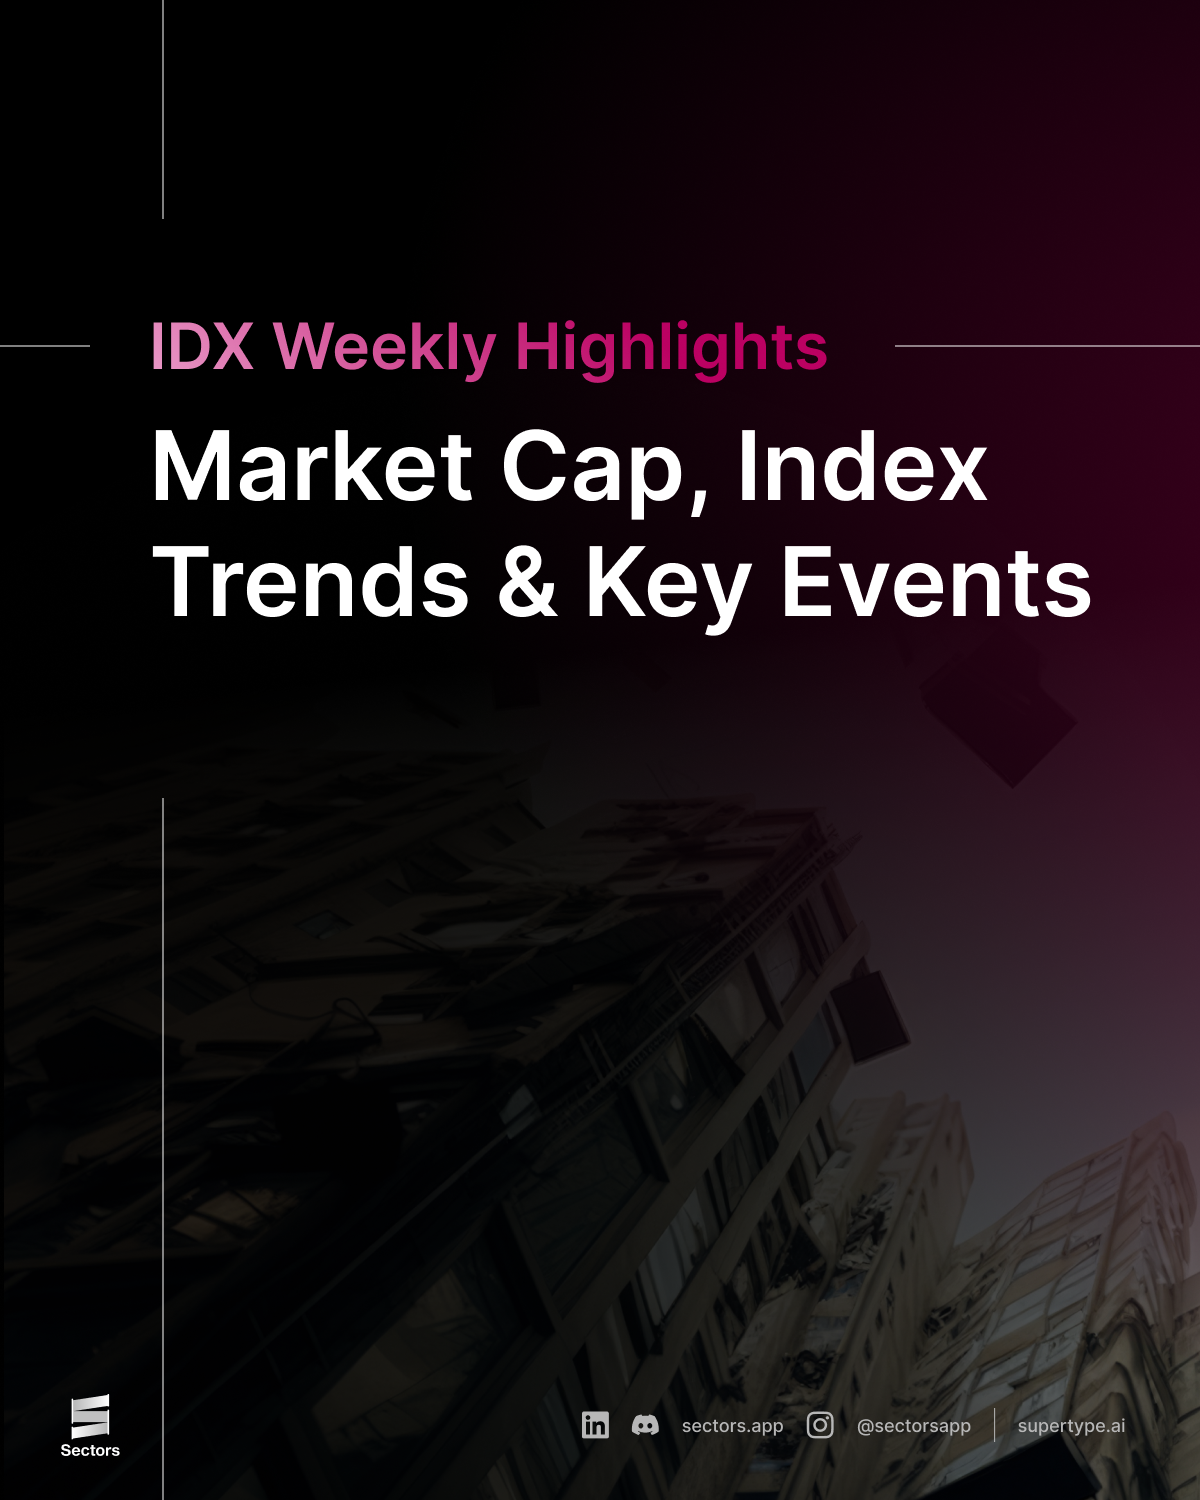 IDX Weekly Highlights
Market Cap, Index
Trends & Key Events
Sectors
sectors.app @sectorsapp supertype.ai